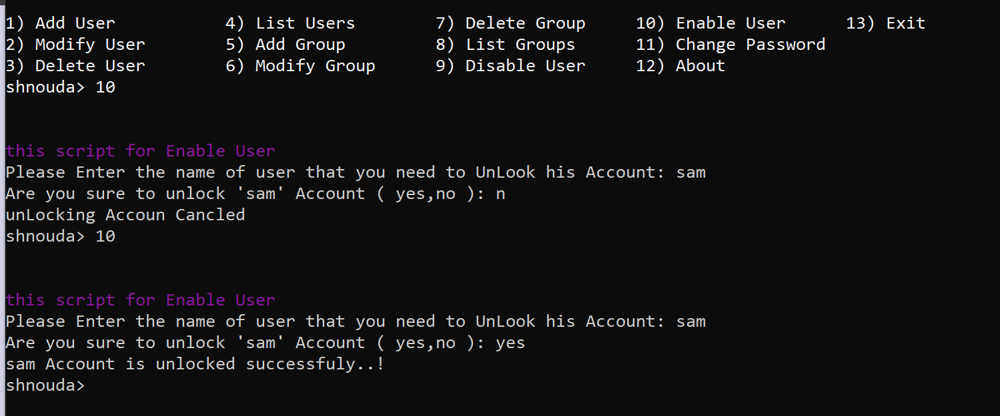 1) Add User 4) List Users 7) Delete Group 10) Enable User 13) Exit
2) Modify User 5) Add Group 8) List Groups 11) Change Password
3) Delete User 6) Modify Group 9) Disable User 12) About
shnouda> 10
this script for Enable User
Please Enter the name of user that you need to UnLook his Account: sam
Are you sure to unlock 'sam' Account ( yes,no ): n
unLocking Accoun Cancled
shnouda> 10
this script for Enable User
Please Enter the name of user that you need to UnLook his Account: sam
Are you sure to unlock 'sam' Account ( yes,no ): yes
sam Account is unlocked successfuly..!
shnouda>